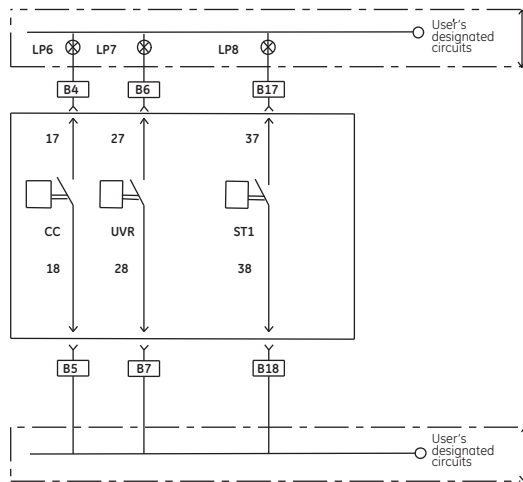 User's
designated
circuits
LP6 LP7 LP8
B4 B6 B17
17 27 37
CC UVR ST1
18 28 38
B5 B7 B18
User's
designated
circuits